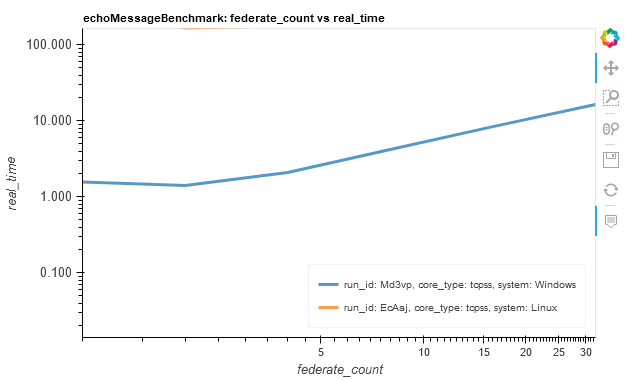 echoMessageBenchmark: federate_count vs real_time
100.000
10.000
1.000
0.100
real_time
run_id: Md3vp, core_type: tcpss, system: Windows
run_id: EcAaj, core_type: tcpss, system: Linux
5 10 15 20 25 30
federate_count